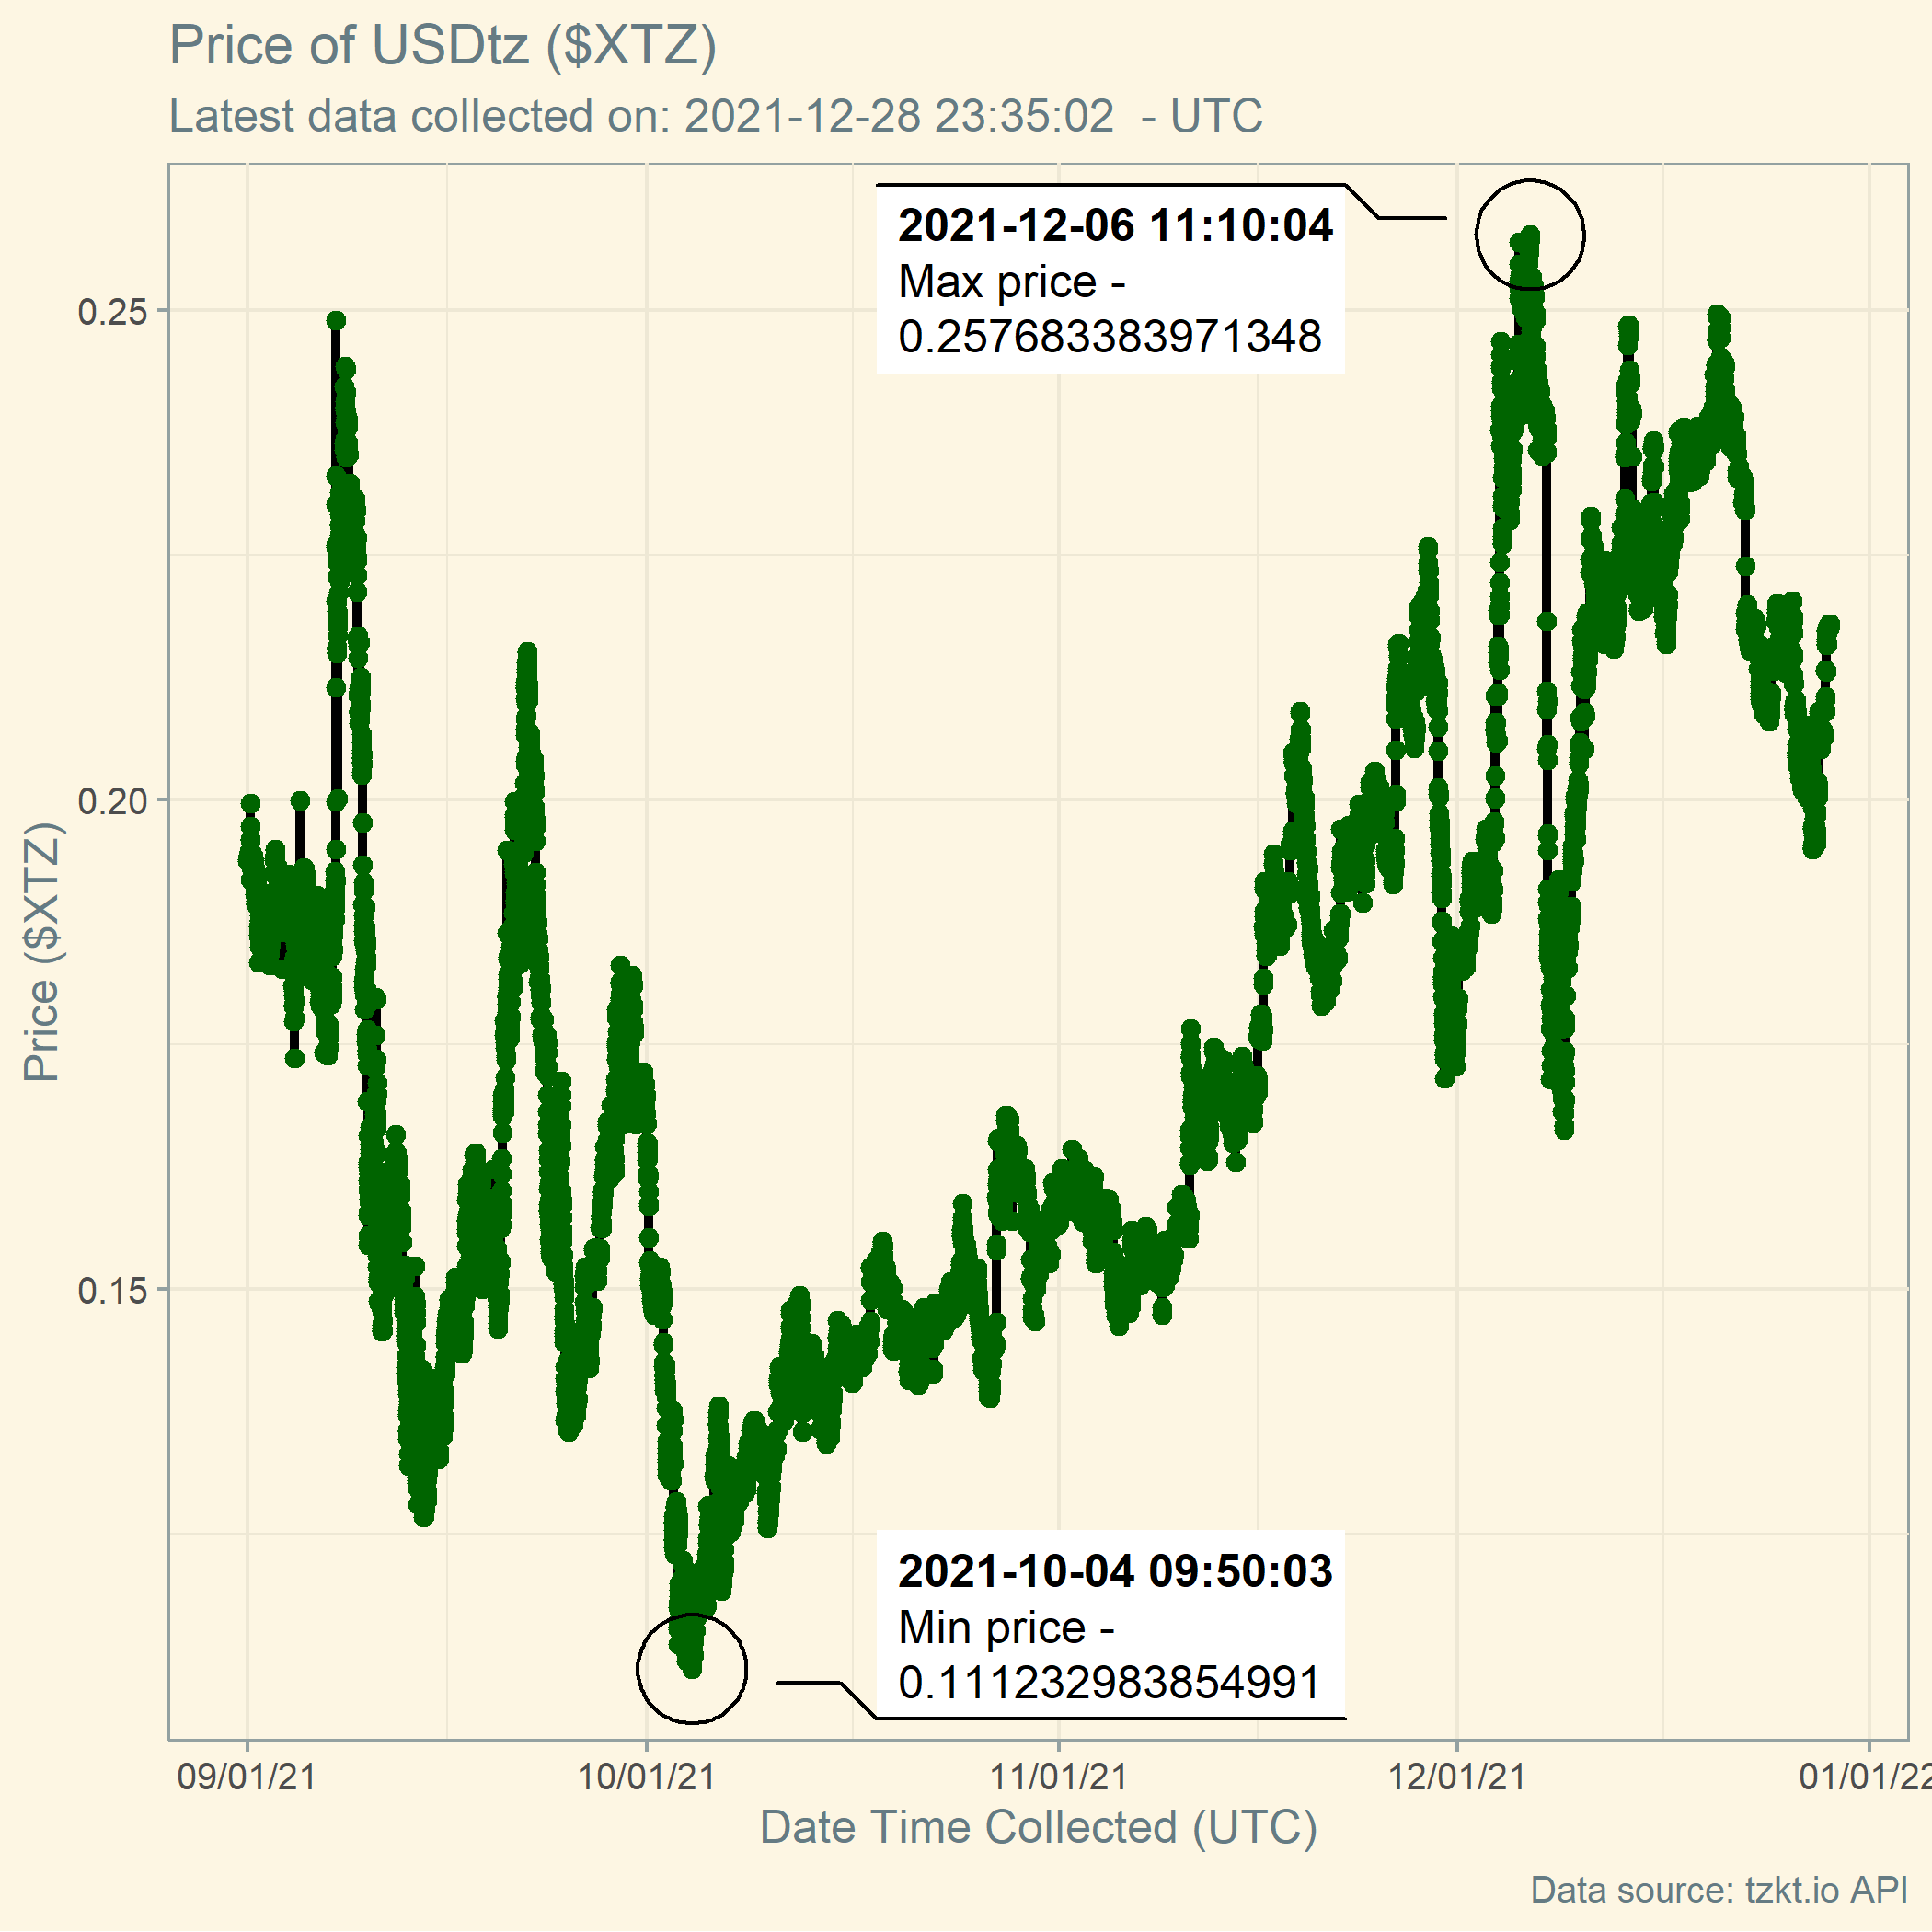 Price of USDtz ($XTZ)
Latest data collected on: 2021-12-28 23:35:02  - UTC
2021-12-06 11:10:04
Max price -
0.257683383971348
0.25
0.20
0.15
Price ($XTZ)
2021-10-04 09:50:03
Min price -
0.111232983854991
09/01/21
10/01/21
11/01/21
12/01/21
01/01/22
Date Time Collected (UTC)
Data source: tzkt.io API